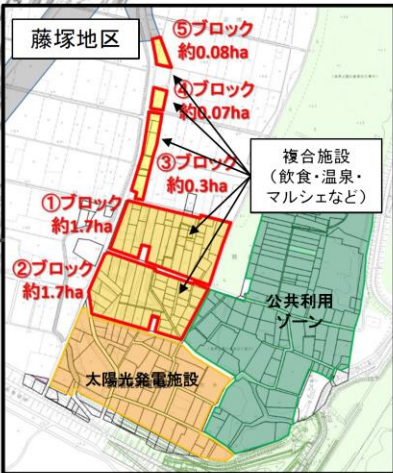 藤塚地区
⑤ブロック
約0.08ha
④ブロック
約0.07ha
③ブロック
約0.3ha
複合施設
（飲食・温泉・
マルシェなど）
①ブロック
約1.7ha
②ブロック
約1.7ha
公共利用
ゾーン
太陽光発電施設